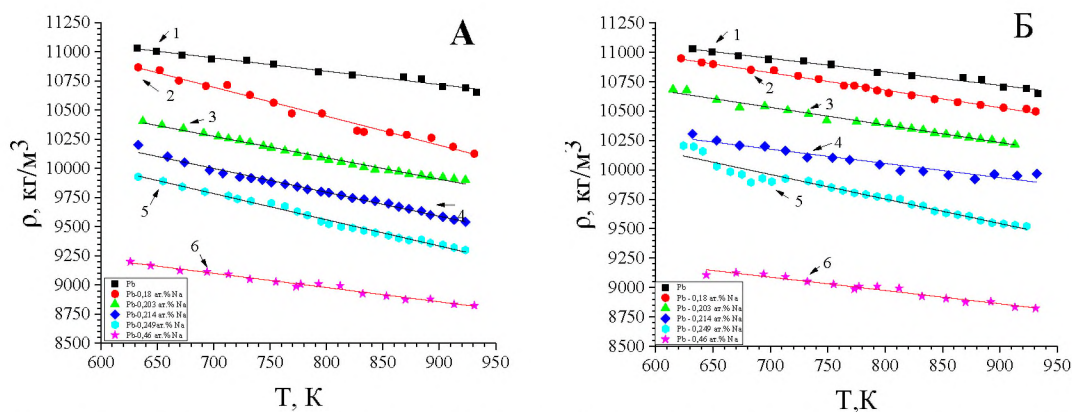 А
ρ, кг/м³
11250
11000
10750
10500
10250
10000
9750
9500
9250
9000
8750
8500
1
2
3
4
5
6
Pb
Pb-0,18 ат.% Na
Pb-0,203 ат.% Na
Pb-0,214 ат.% Na
Pb-0,249ат.% Na
Pb-0,46 ат.% Na
600 650 700 750 800 850 900 950
T, К
Б
ρ, кг/м³
11250
11000
10750
10500
10250
10000
9750
9500
9250
9000
8750
8500
1
2
3
4
5
6
Pb
Pb - 0,18 ат.% Na
Pb - 0,203 ат.% Na
Pb - 0,214 ат.% Na
Pb - 0,249 ат.% Na
Pb - 0,46 ат.% Na
600 650 700 750 800 850 900 950
T,К